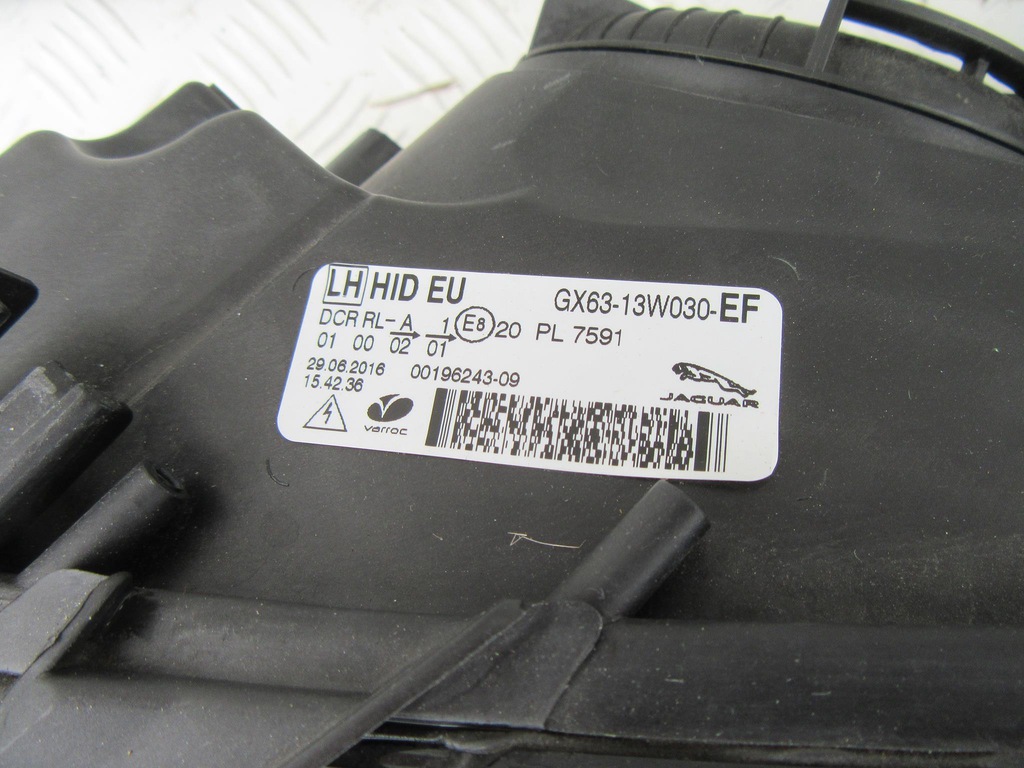 LH HID EU GX63-13W030-EF
DCR RL- A 1 E8 20 PL 7591
01 00 02 01
29.06.2016 00196243-09
15.42.36
JAGUAR
varroc